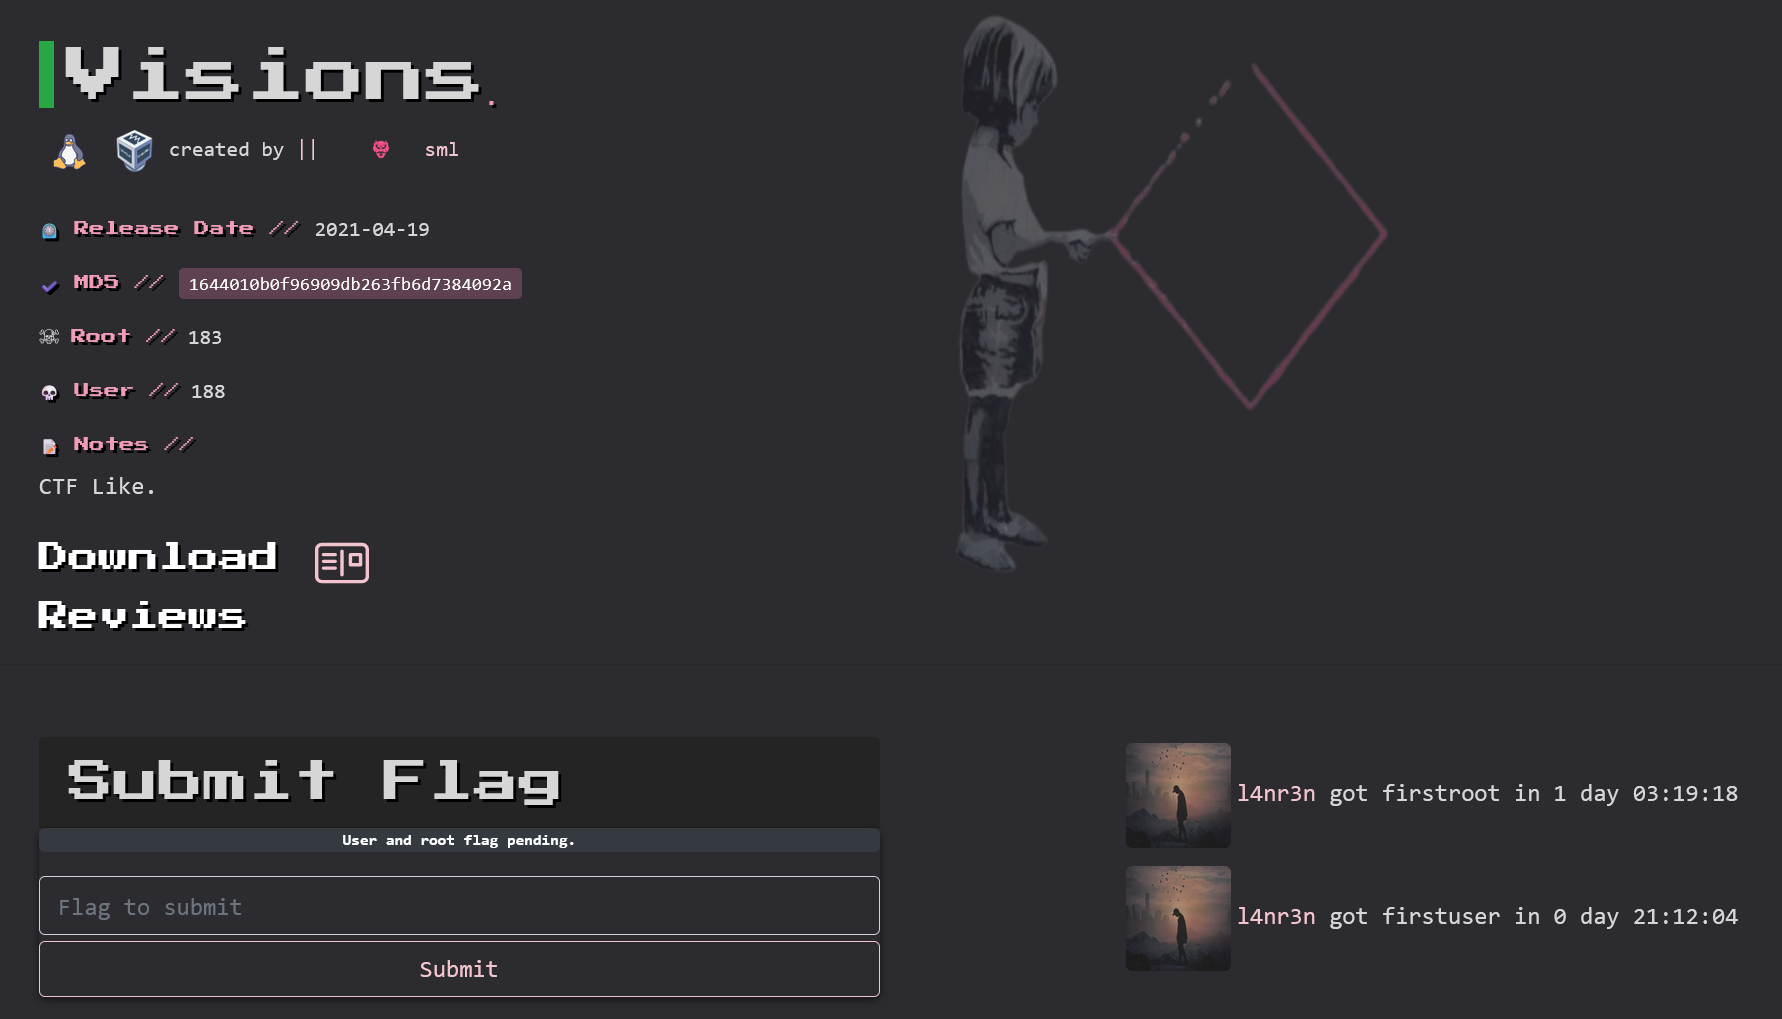 Visions.
created by || sml
Release Date // 2021-04-19
MD5 // 1644010b0f96909db263fb6d7384092a
Root // 183
User // 188
Notes //
CTF Like.
Download
Reviews
Submit Flag
User and root flag pending.
Flag to submit
Submit
l4nr3n got firstroot in 1 day 03:19:18
l4nr3n got firstuser in 0 day 21:12:04